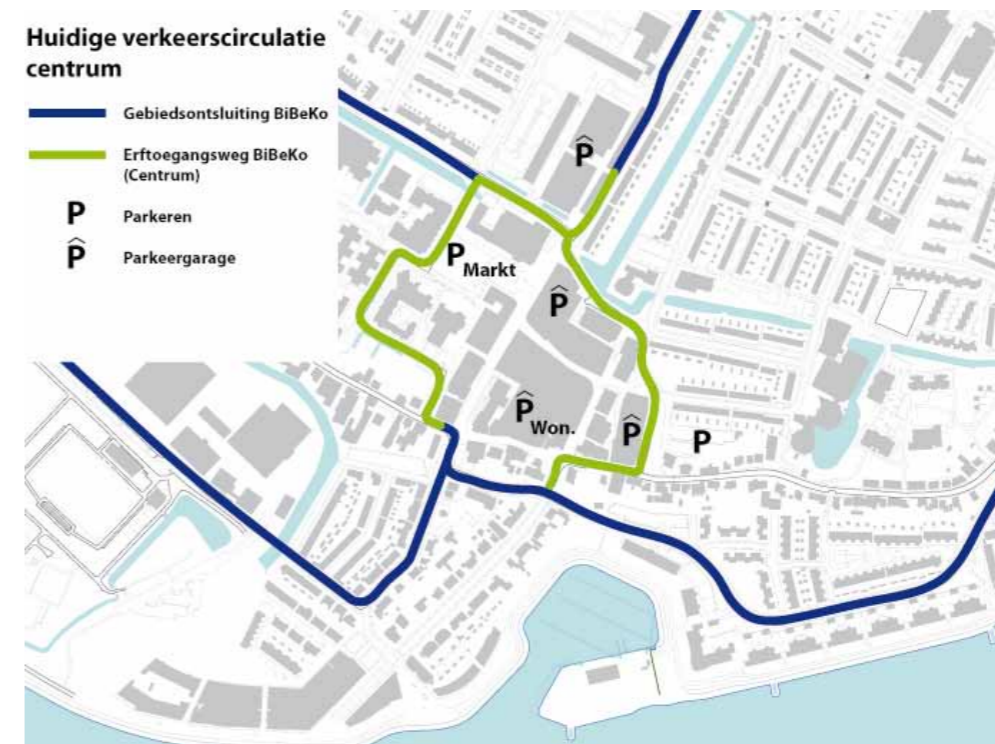 Huidige verkeerscirculatie
centrum
Gebiedsontsluiting BiBeKo
Erftoegangsweg BiBeKo
(Centrum)
P Parkeren
P̂ Parkeergarage
P̂
P Markt
P̂
P̂ Won.
P̂
P